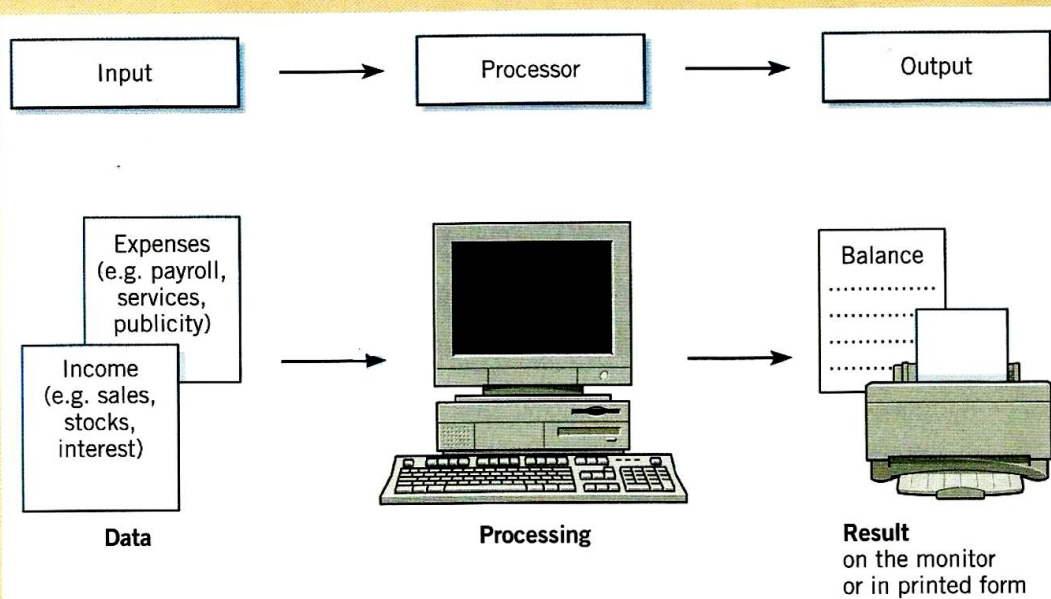 Input
Processor
Output
Expenses
(e.g. payroll,
services,
publicity)
Income
(e.g. sales,
stocks,
interest)
Data
Processing
Balance
Result
on the monitor
or in printed form